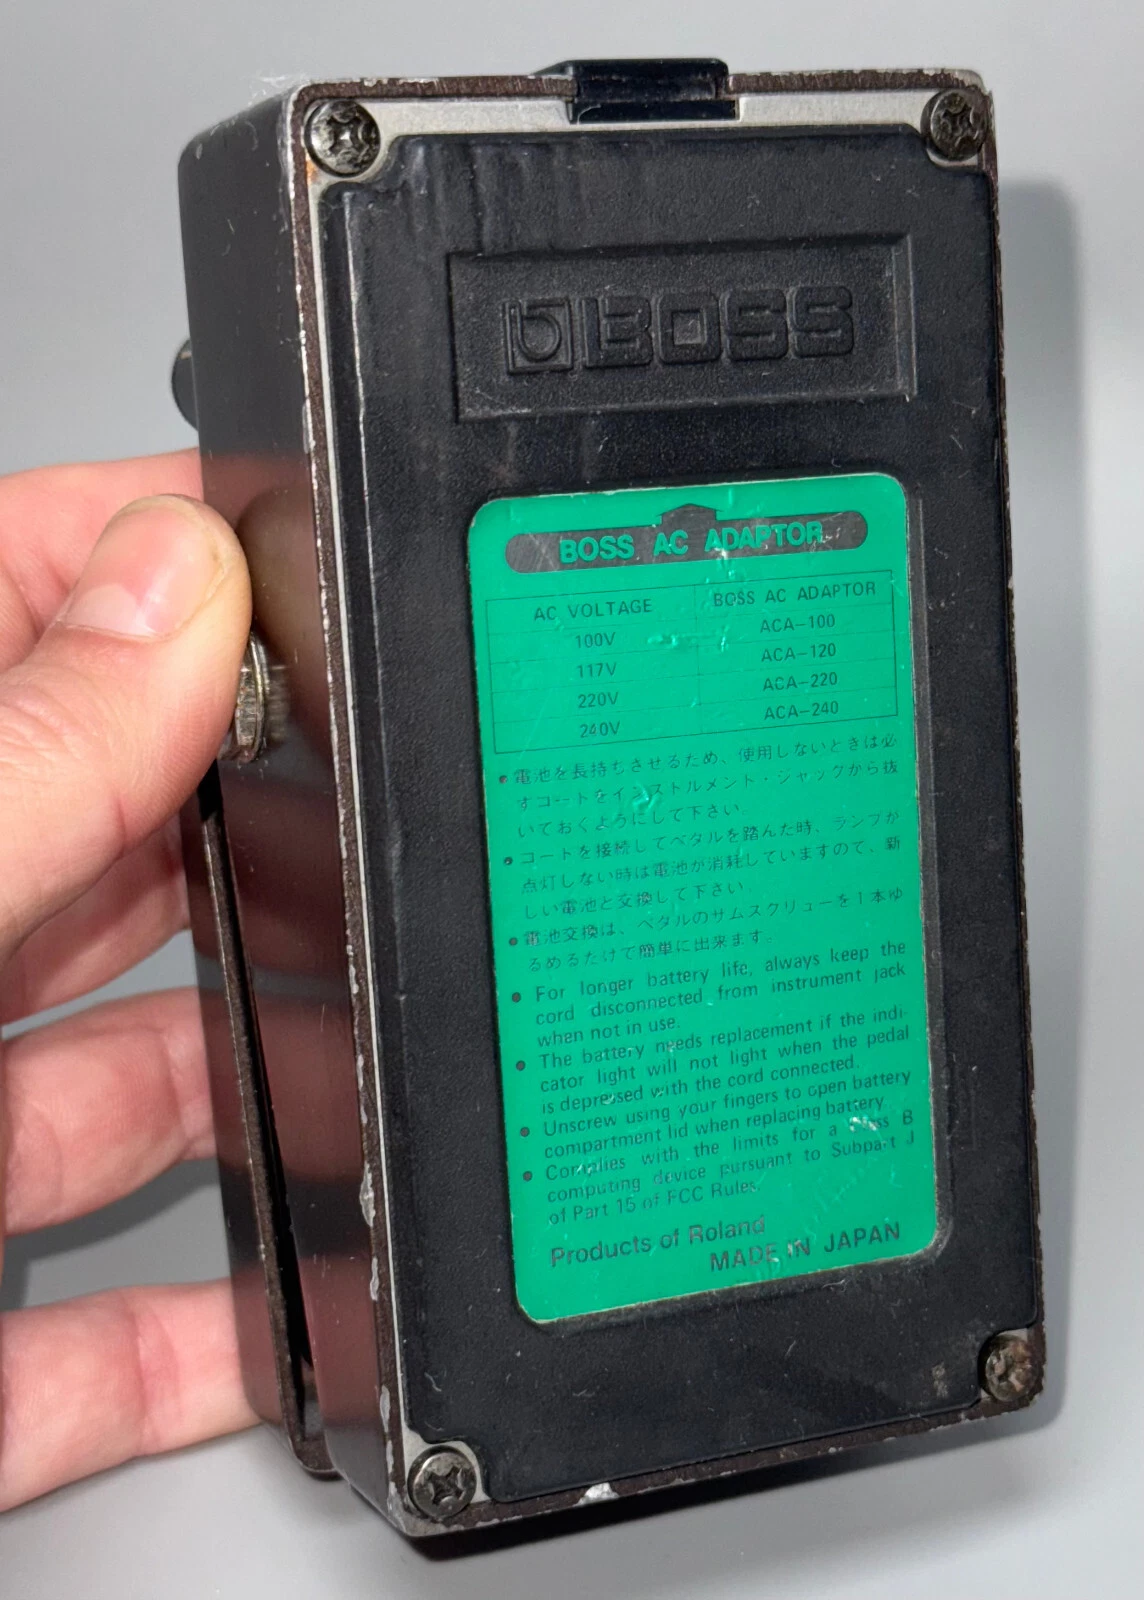 BOSS
BOSS AC ADAPTOR
AC VOLTAGE BOSS AC ADAPTOR
100V ACA-100
117V ACA-120
220V ACA-220
240V ACA-240
● 電池を長持ちさせるため、使用しないときは必
ずコードをインストルメント・ジャックから抜
いておくようにして下さい。
● コードを接続してペダルを踏んだ時、ランプが
点灯しない時は電池が消耗していますので、新
しい電池と交換して下さい。
● 電池交換は、ペダルのサムスクリューを1本ゆ
るめるだけで簡単に出来ます。
● For longer battery life, always keep the
cord disconnected from instrument jack
when not in use.
● The battery needs replacement if the indi-
cator light will not light when the pedal
is depressed with the cord connected.
● Unscrew using your fingers to open battery
compartment lid when replacing battery.
● Complies with the limits for a Class B
computing device pursuant to Subpart J
of Part 15 of FCC Rules.
Products of Roland
MADE IN JAPAN